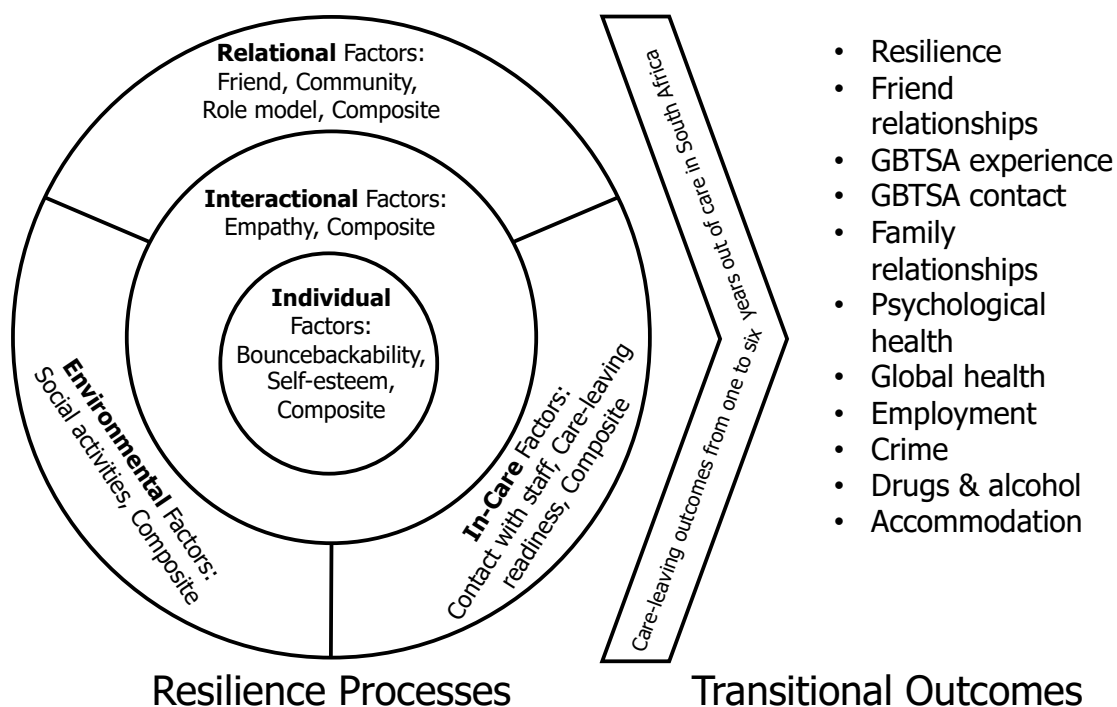 Relational Factors:
Friend, Community,
Role model, Composite
Interactional Factors:
Empathy, Composite
Individual
Factors:
Bouncebackability,
Self-esteem,
Composite
Environmental Factors:
Social activities, Composite
In-Care Factors:
Contact with staff, Care-leaving
readiness, Composite
Care-leaving outcomes from one to six years out of care in South Africa
• Resilience
• Friend
relationships
• GBTSA experience
• GBTSA contact
• Family
relationships
• Psychological
health
• Global health
• Employment
• Crime
• Drugs & alcohol
• Accommodation
Resilience Processes
Transitional Outcomes